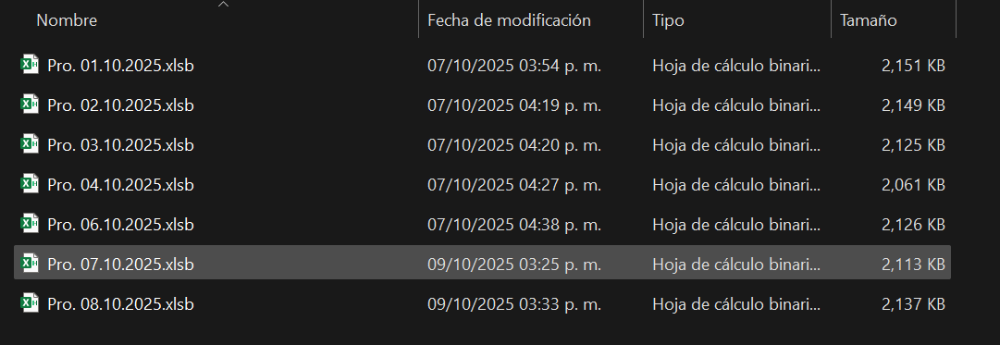 Nombre Fecha de modificación Tipo Tamaño
Pro. 01.10.2025.xlsb 07/10/2025 03:54 p. m. Hoja de cálculo binari... 2,151 KB
Pro. 02.10.2025.xlsb 07/10/2025 04:19 p. m. Hoja de cálculo binari... 2,149 KB
Pro. 03.10.2025.xlsb 07/10/2025 04:20 p. m. Hoja de cálculo binari... 2,125 KB
Pro. 04.10.2025.xlsb 07/10/2025 04:27 p. m. Hoja de cálculo binari... 2,061 KB
Pro. 06.10.2025.xlsb 07/10/2025 04:38 p. m. Hoja de cálculo binari... 2,126 KB
Pro. 07.10.2025.xlsb 09/10/2025 03:25 p. m. Hoja de cálculo binari... 2,113 KB
Pro. 08.10.2025.xlsb 09/10/2025 03:33 p. m. Hoja de cálculo binari... 2,137 KB